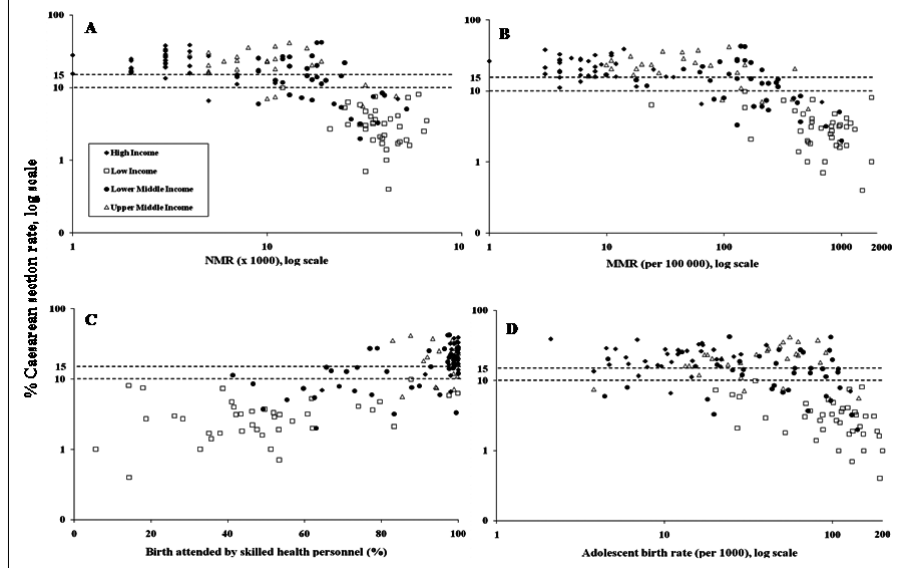 % Caesarean section rate, log scale
A
100
15
10
1
0
1
10
10
NMR (x 1000), log scale
High Income
Low Income
Lower Middle Income
Upper Middle Income
B
100
15
10
1
0
1
10
100
1000
2000
MMR (per 100 000), log scale
C
100
15
10
1
0
0
20
40
60
80
100
Birth attended by skilled health personnel (%)
D
100
15
10
1
0
1
10
100
200
Adolescent birth rate (per 1000), log scale